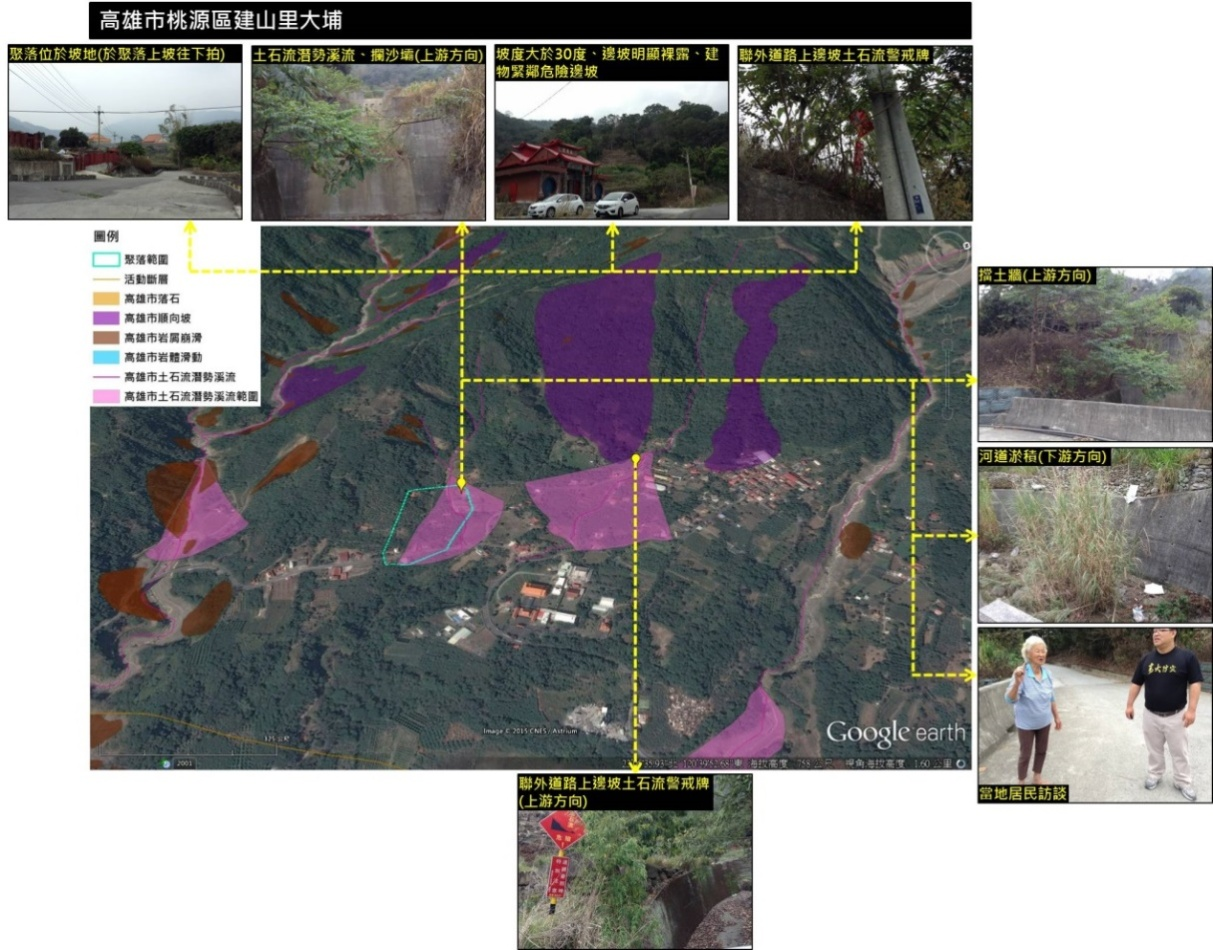 高雄市桃源區建山里大埔
聚落位於坡地(於聚落上坡往下拍)
土石流潛勢溪流、攔沙壩(上游方向)
坡度大於30度、邊坡明顯裸露、建
物緊鄰危險邊坡
聯外道路上邊坡土石流警戒牌
圖例
聚落範圍
活動斷層
高雄市落石
高雄市順向坡
高雄市岩屑崩滑
高雄市岩體滑動
高雄市土石流潛勢溪流
高雄市土石流潛勢溪流範圍
擋土牆(上游方向)
河道淤積(下游方向)
當地居民訪談
Image © 2015 CNES / Astrium
Google earth
2001
聯外道路上邊坡土石流警戒牌
(上游方向)